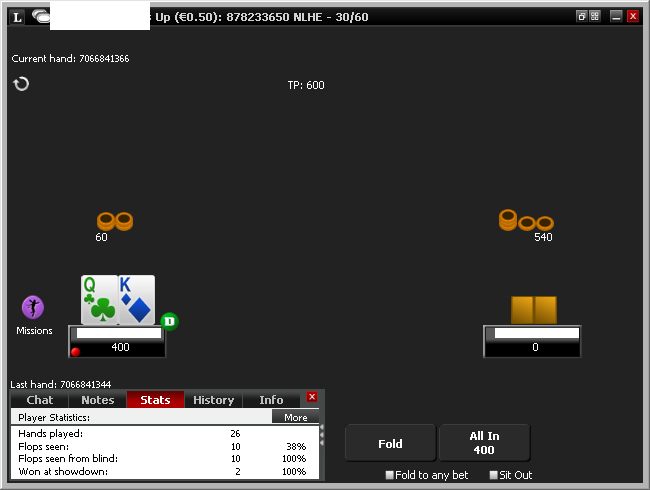 L s Up (€0.50): 878233650 NLHE - 30/60
Current hand: 7066841366
TP: 600
60
540
Q K
D
Missions
400
0
Last hand: 7066841344
Chat Notes Stats History Info
Player Statistics: More
Hands played: 26
Flops seen: 10 38%
Flops seen from blind: 10 100%
Won at showdown: 2 100%
Fold
All In
400
Fold to any bet Sit Out